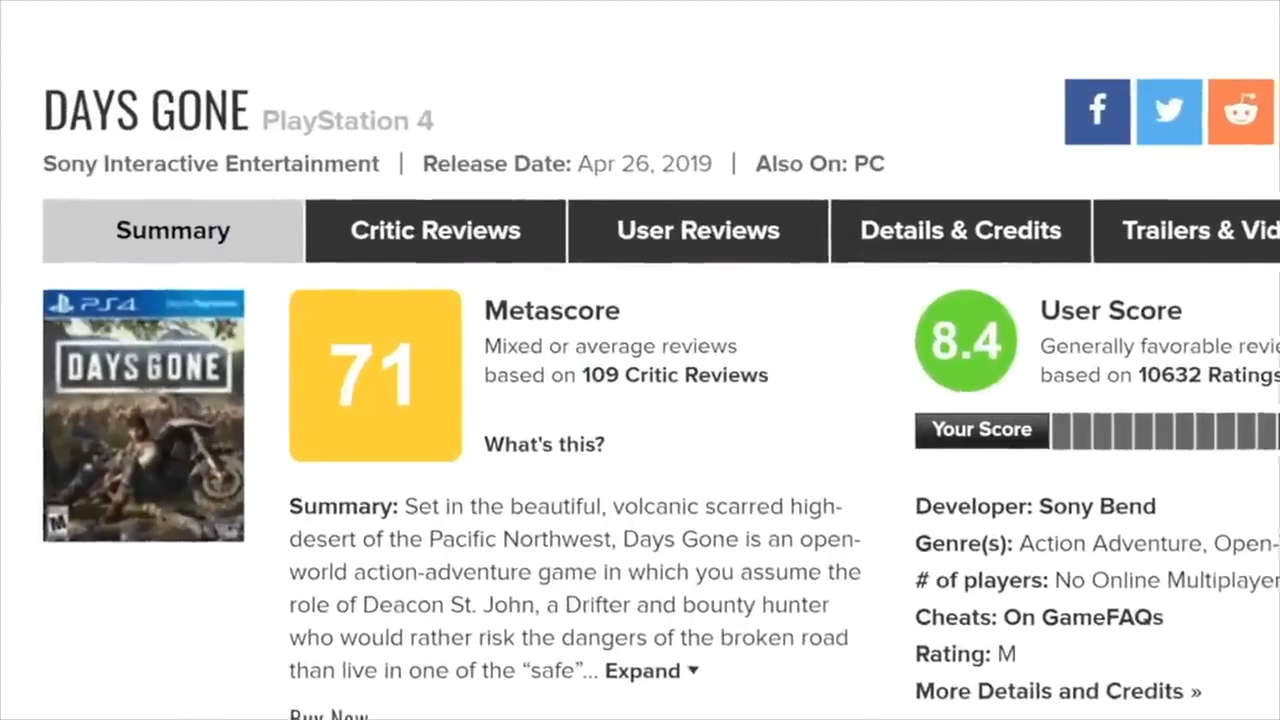 DAYS GONE PlayStation 4
Sony Interactive Entertainment | Release Date: Apr 26, 2019 | Also On: PC
Summary
Critic Reviews
User Reviews
Details & Credits
Trailers & Vid
PS4
DAYS GONE
M
71
Metascore
Mixed or average reviews
based on 109 Critic Reviews
What's this?
8.4
User Score
Generally favorable revie
based on 10632 Ratings
Your Score
Summary: Set in the beautiful, volcanic scarred high-
desert of the Pacific Northwest, Days Gone is an open-
world action-adventure game in which you assume the
role of Deacon St. John, a Drifter and bounty hunter
who would rather risk the dangers of the broken road
than live in one of the “safe”... Expand
Buy Now
Developer: Sony Bend
Genre(s): Action Adventure, Open-
# of players: No Online Multiplayer
Cheats: On GameFAQs
Rating: M
More Details and Credits »